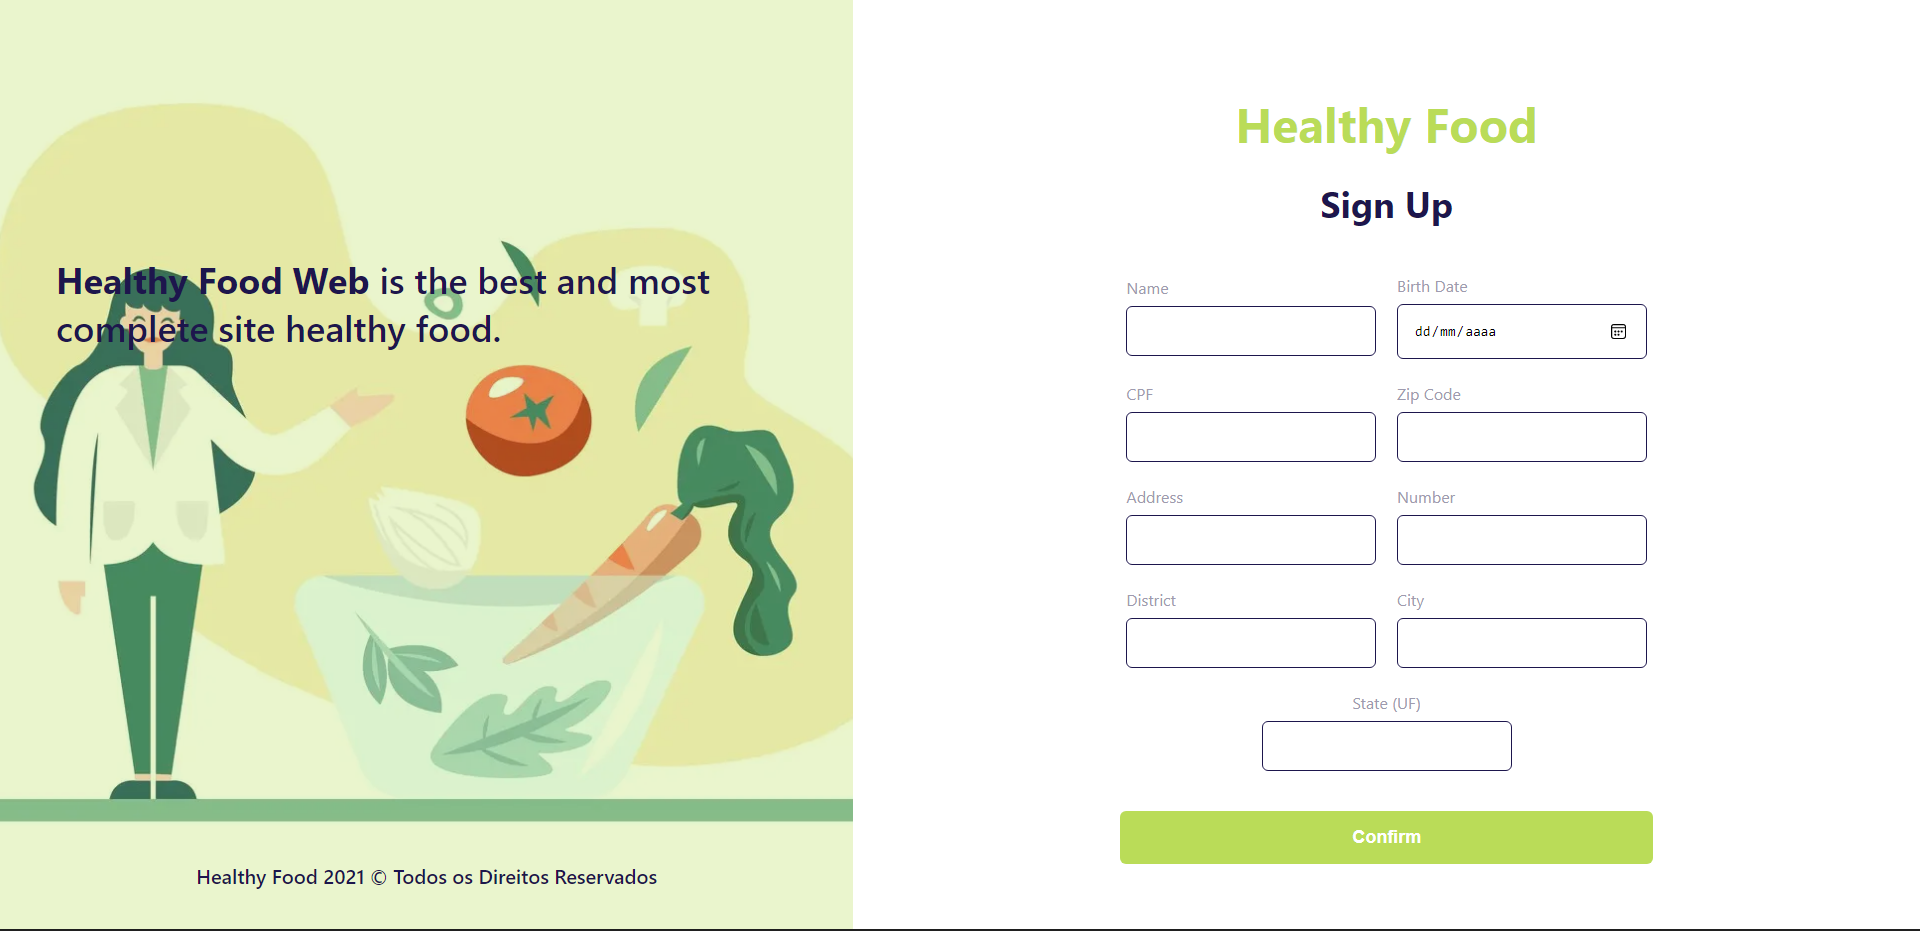 Healthy Food Web is the best and most
complete site healthy food.
Healthy Food 2021 © Todos os Direitos Reservados
Healthy Food
Sign Up
Name
Birth Date
dd/mm/aaaa
CPF
Zip Code
Address
Number
District
City
State (UF)
Confirm